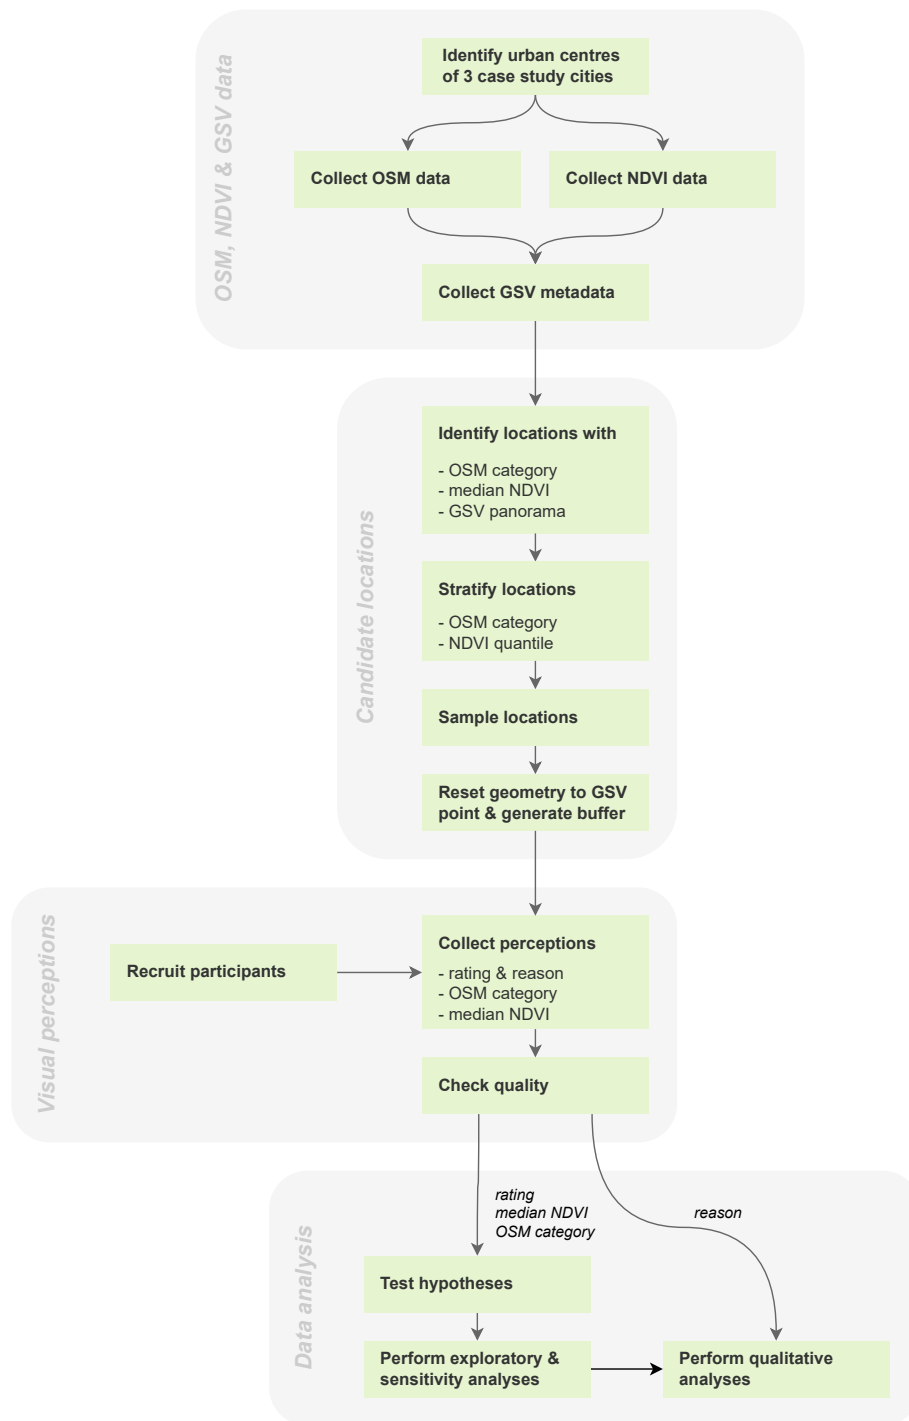 OSM, NDVI & GSV data
Identify urban centres
of 3 case study cities
Collect OSM data
Collect NDVI data
Collect GSV metadata
Candidate locations
Identify locations with
- OSM category
- median NDVI
- GSV panorama
Stratify locations
- OSM category
- NDVI quantile
Sample locations
Reset geometry to GSV
point & generate buffer
Visual perceptions
Recruit participants
Collect perceptions
- rating & reason
- OSM category
- median NDVI
Check quality
Data analysis
rating
median NDVI
OSM category
reason
Test hypotheses
Perform exploratory &
sensitivity analyses
Perform qualitative
analyses